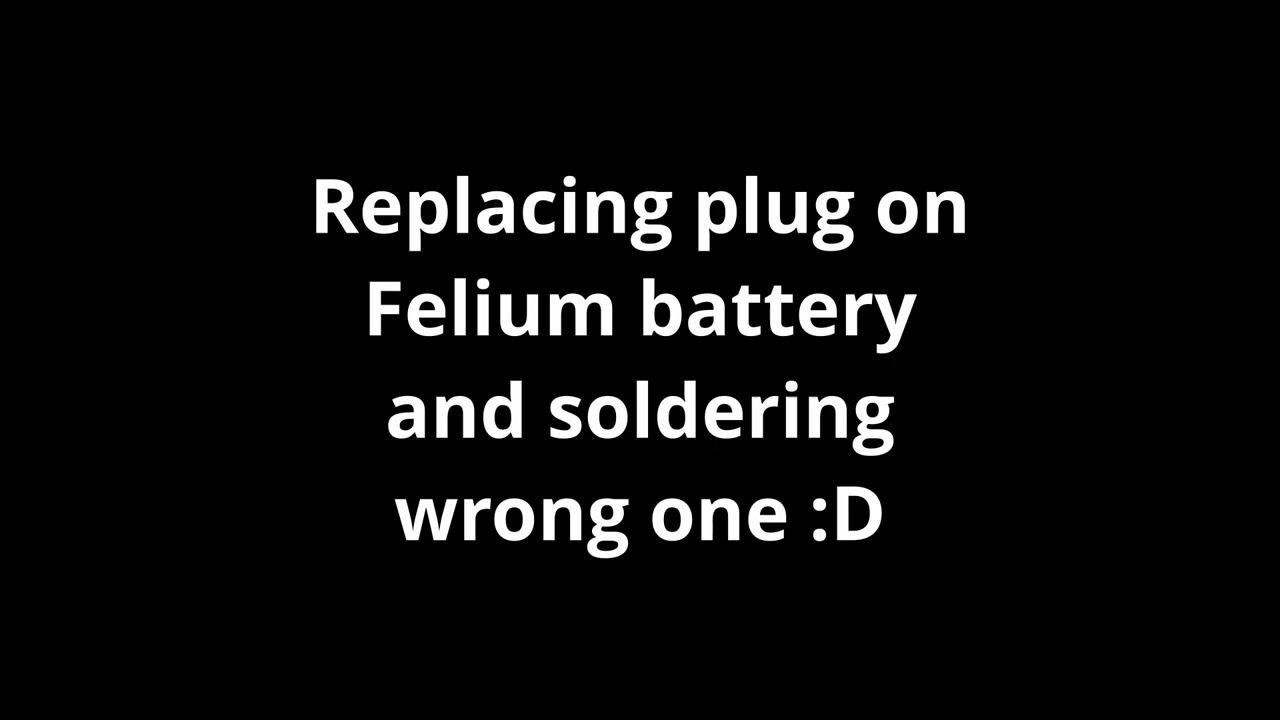 Replacing plug on
Felium battery
and soldering
wrong one :D